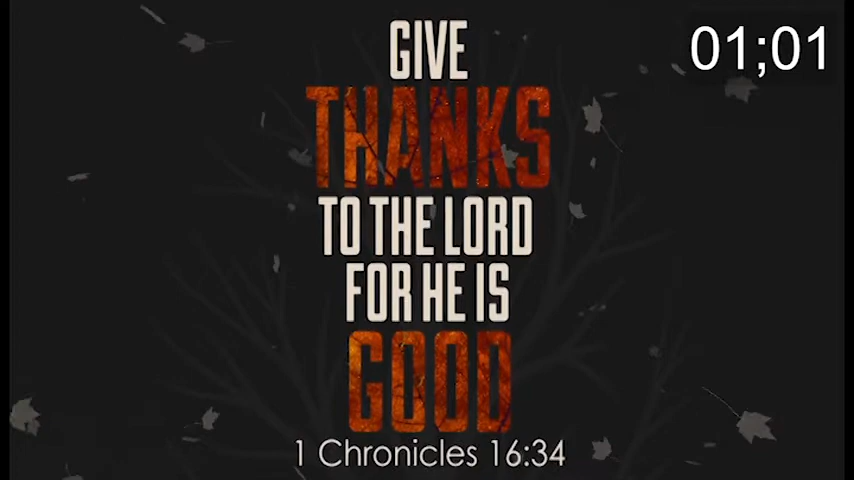 01;01
GIVE
THANKS
TO THE LORD
FOR HE IS
GOOD
1 Chronicles 16:34